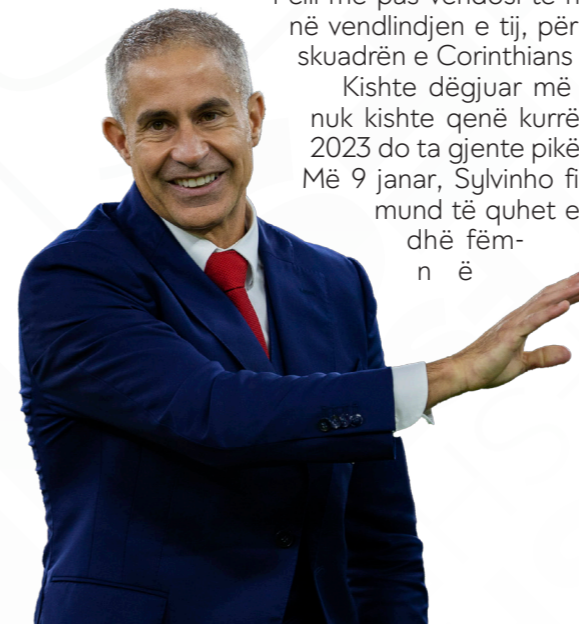 në vendlindjen e tij, për
skuadrën e Corinthians
Kishte dëgjuar më
nuk kishte qenë kurrë
2023 do ta gjente pikë
Më 9 janar, Sylvinho fi
mund të quhet e
dhë fëm-
n ë